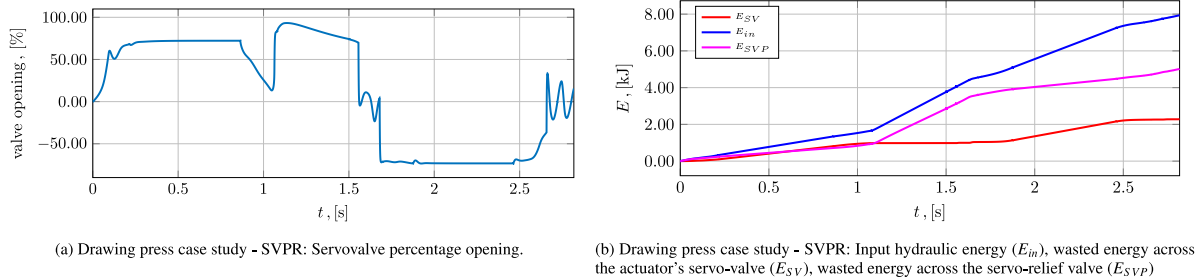 100.00
50.00
0.00
−50.00
valve opening, [%]
0
0.5
1
1.5
2
2.5
t, [s]
(a) Drawing press case study - SVPR: Servovalve percentage opening.
8.00
6.00
4.00
2.00
0.00
E, [kJ]
E_SV
E_in
E_SVP
0
0.5
1
1.5
2
2.5
t, [s]
(b) Drawing press case study - SVPR: Input hydraulic energy (E_in), wasted energy across
the actuator's servo-valve (E_SV), wasted energy across the servo-relief valve (E_SVP)